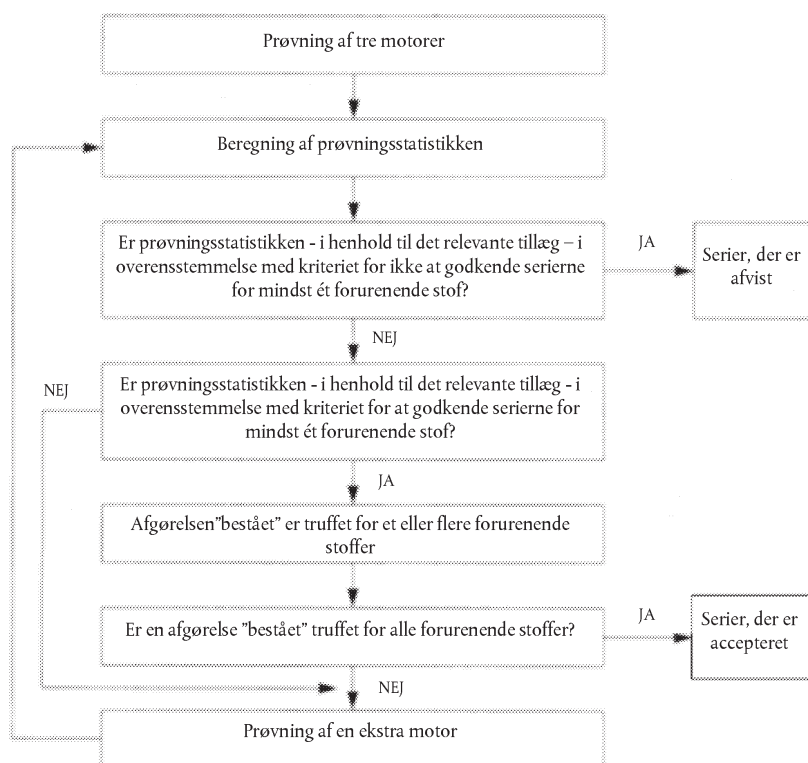 Prøvning af tre motorer
Beregning af prøvningsstatistikken
Er prøvningsstatistikken - i henhold til det relevante tillæg – i
overensstemmelse med kriteriet for ikke at godkende serierne
for mindst ét forurenende stof?
JA
Serier, der er
afvist
NEJ
NEJ
Er prøvningsstatistikken - i henhold til det relevante tillæg - i
overensstemmelse med kriteriet for at godkende serierne for
mindst ét forurenende stof?
JA
Afgørelsen"bestået" er truffet for et eller flere forurenende
stoffer
Er en afgørelse "bestået" truffet for alle forurenende stoffer?
JA
Serier, der er
accepteret
NEJ
Prøvning af en ekstra motor